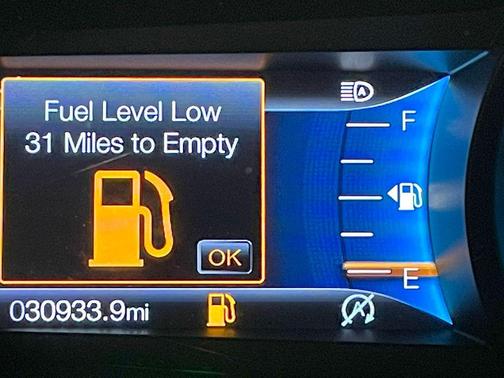 Fuel Level Low
31 Miles to Empty
OK
F
E
030933.9mi
A
A